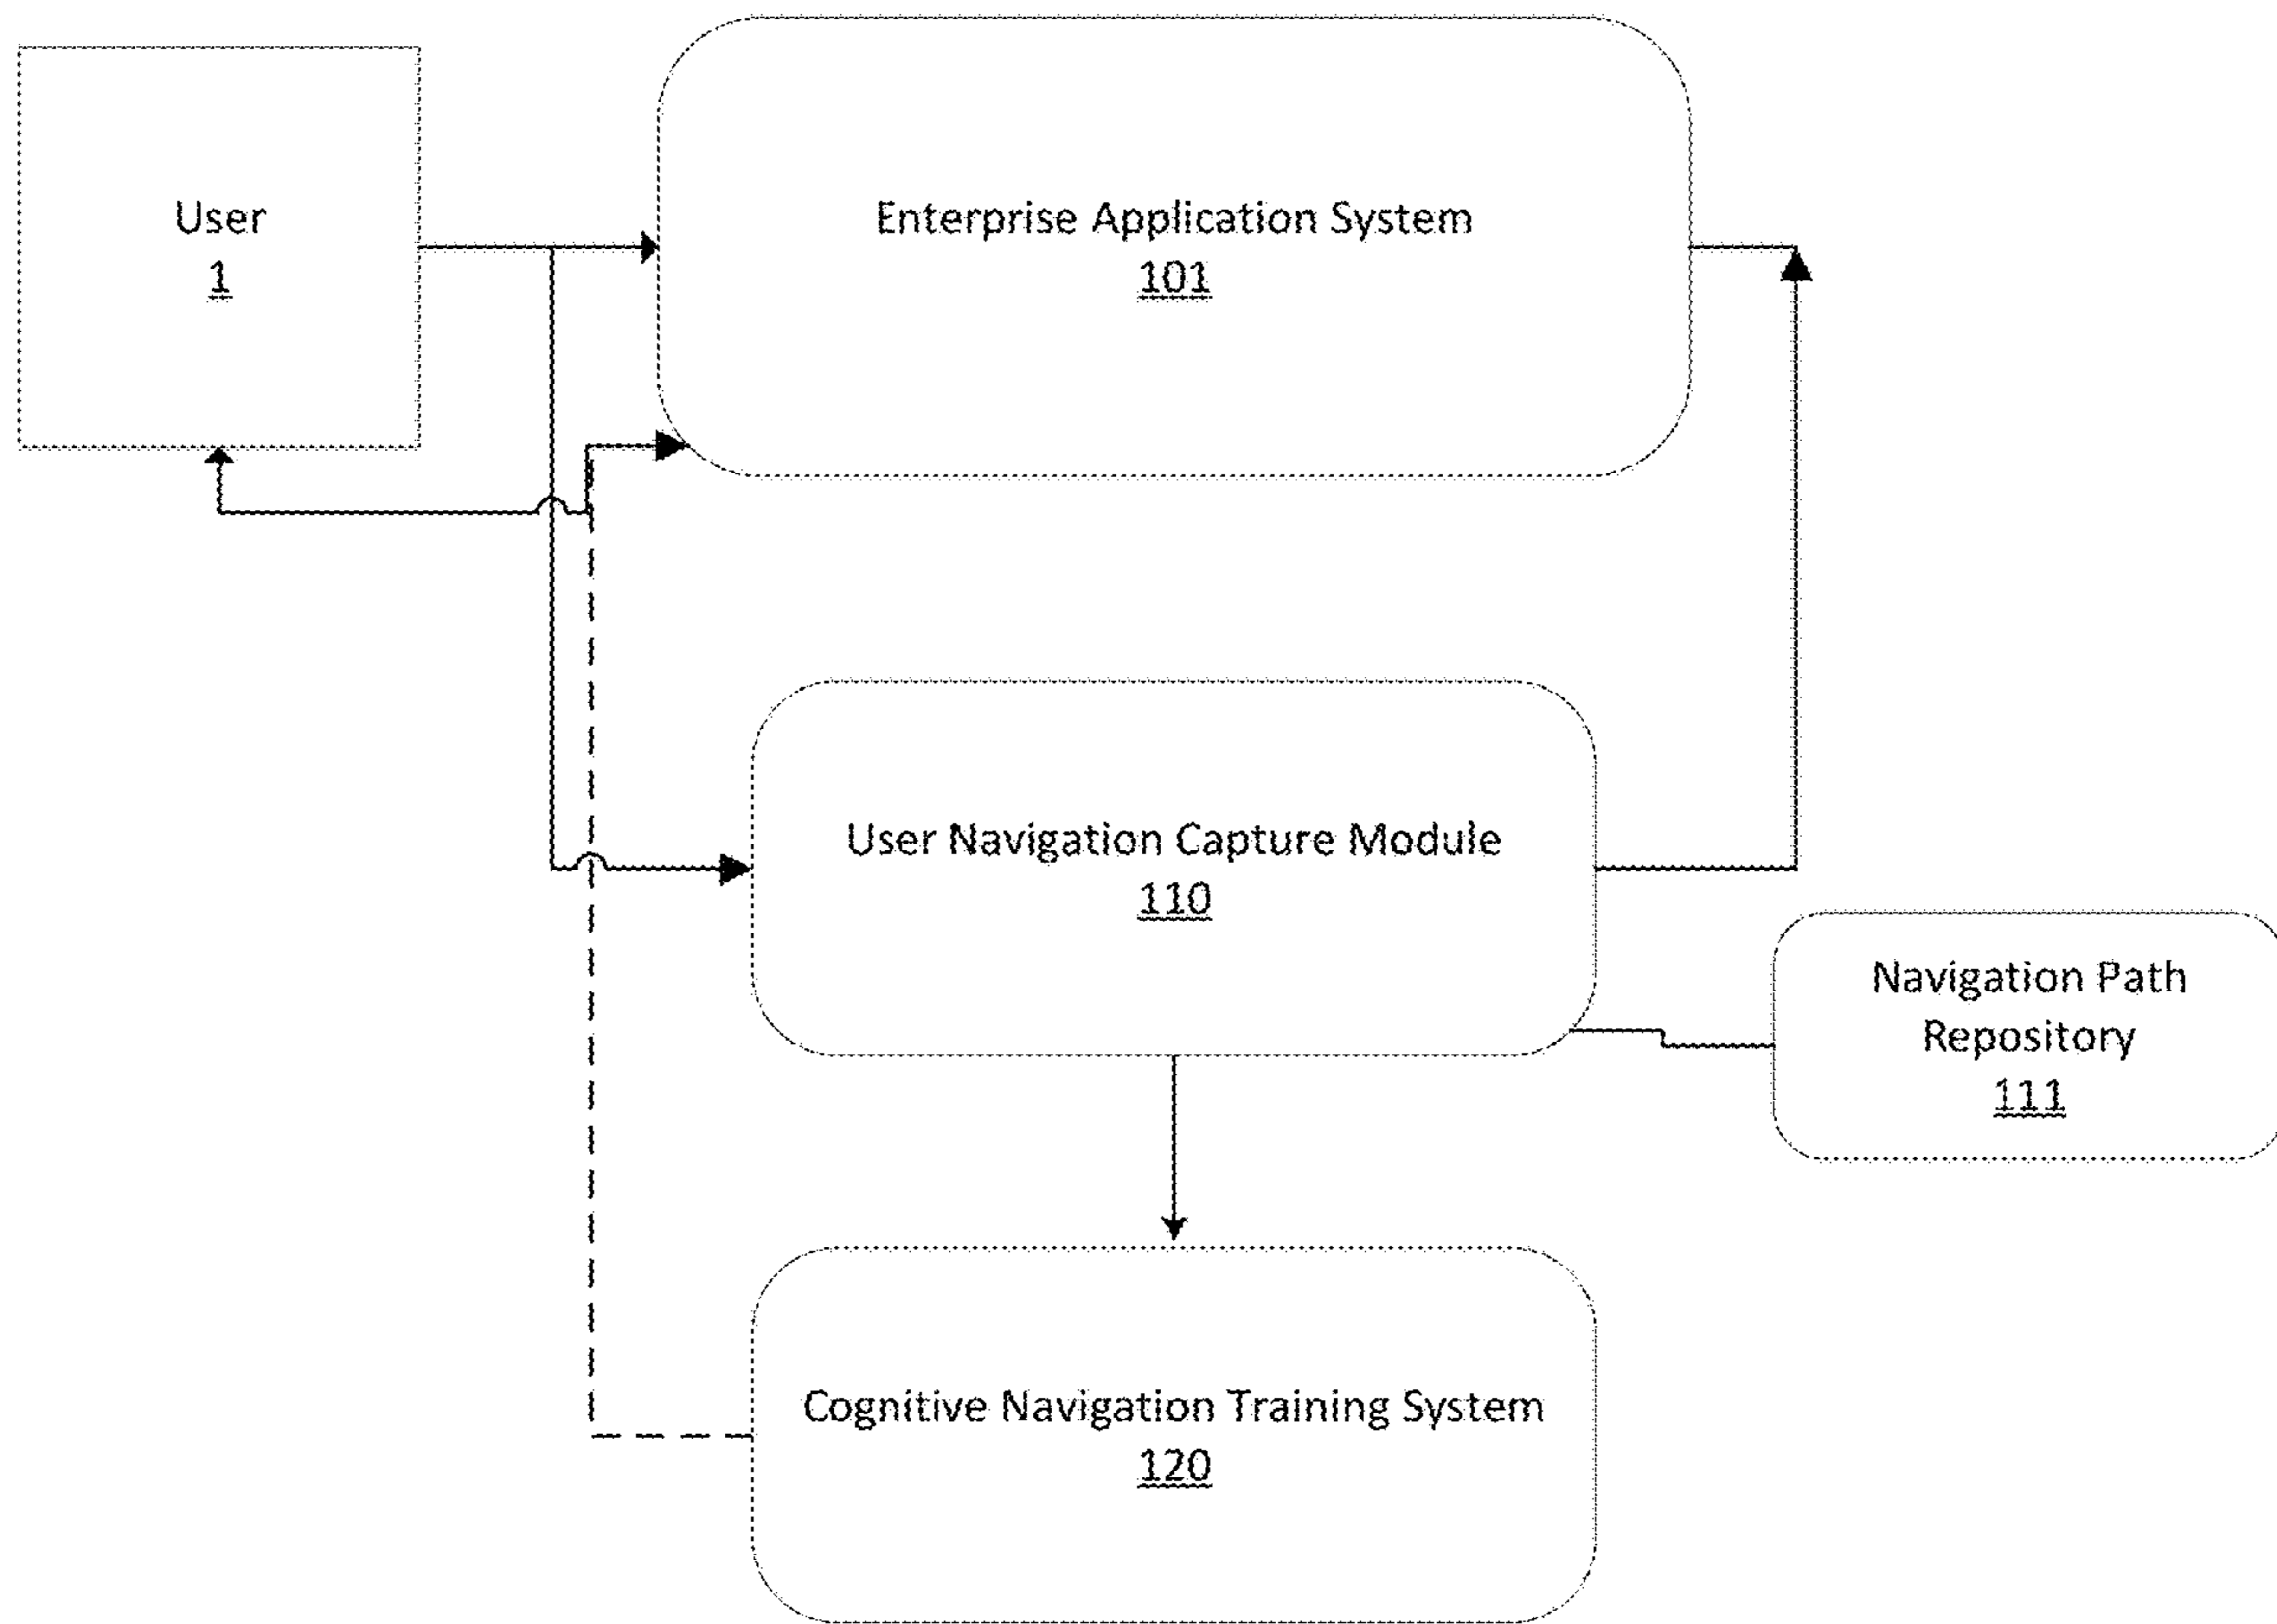 User
1
Enterprise Application System
101
User Navigation Capture Module
110
Navigation Path
Repository
111
Cognitive Navigation Training System
120